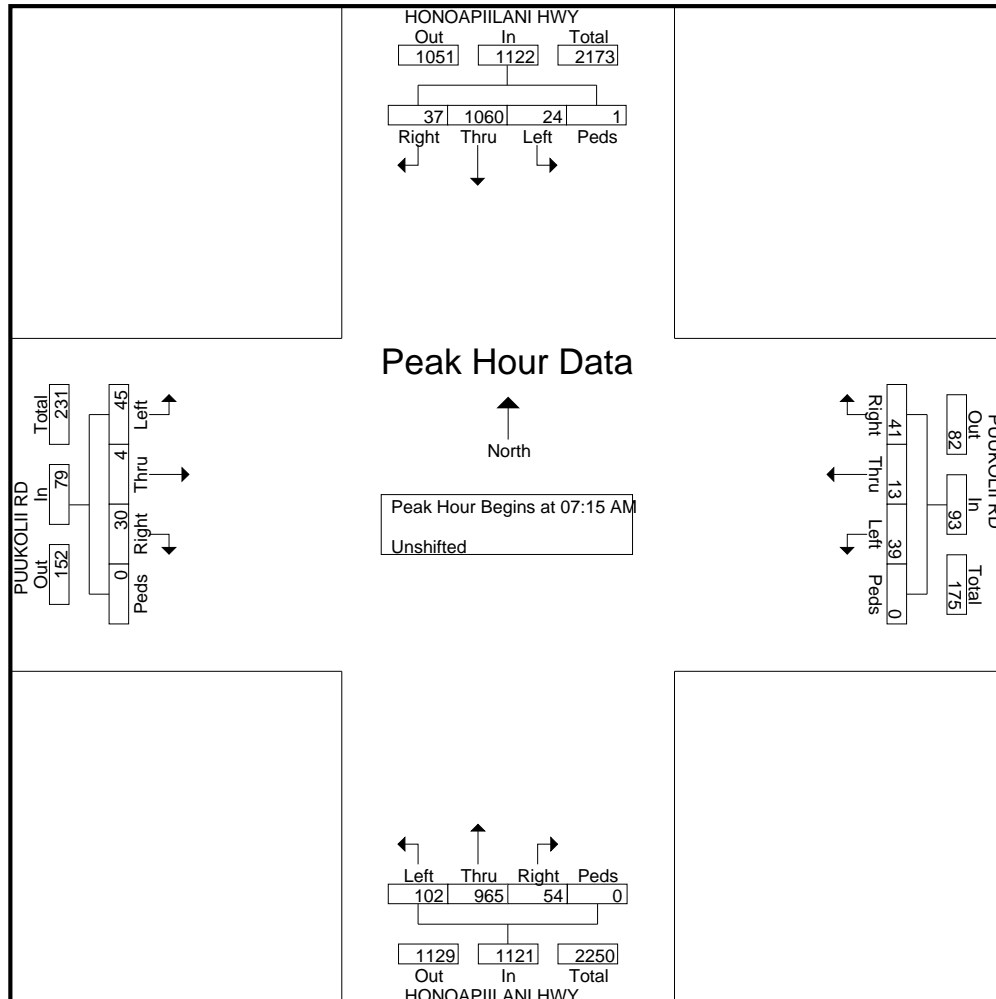 HONOAPIILANI HWY
Out In Total
1051 1122 2173
37 1060 24 1
Right Thru Left Peds
Peak Hour Data
North
Peak Hour Begins at 07:15 AM
Unshifted
PUUKOLII RD
Out In Total
152 79 231
45 4 30 0
Left Thru Right Peds
PUUKOLII RD
Out In Total
82 93 175
41 13 39 0
Right Thru Left Peds
Left Thru Right Peds
102 965 54 0
1129 1121 2250
Out In Total
HONOAPIILANI HWY